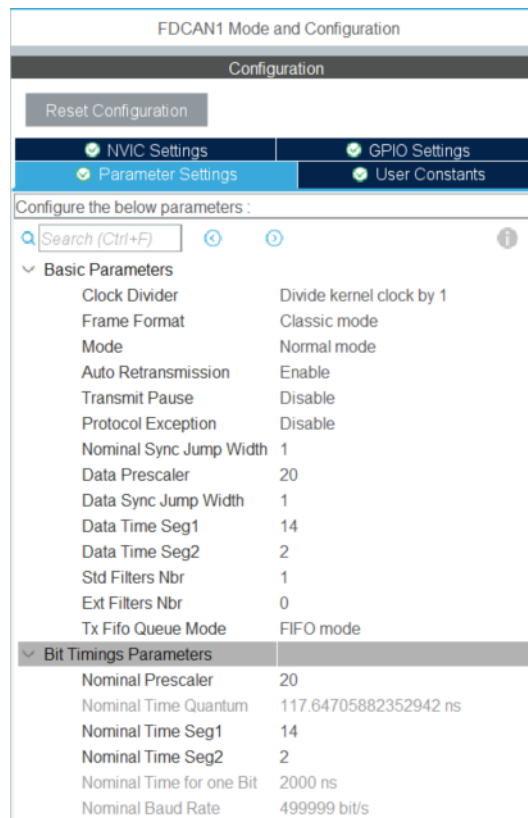 FDCAN1 Mode and Configuration
Configuration
Reset Configuration
NVIC Settings GPIO Settings
Parameter Settings User Constants
Configure the below parameters :
Search (Ctrl+F)
Basic Parameters
Clock Divider Divide kernel clock by 1
Frame Format Classic mode
Mode Normal mode
Auto Retransmission Enable
Transmit Pause Disable
Protocol Exception Disable
Nominal Sync Jump Width 1
Data Prescaler 20
Data Sync Jump Width 1
Data Time Seg1 14
Data Time Seg2 2
Std Filters Nbr 1
Ext Filters Nbr 0
Tx Fifo Queue Mode FIFO mode
Bit Timings Parameters
Nominal Prescaler 20
Nominal Time Quantum 117.64705882352942 ns
Nominal Time Seg1 14
Nominal Time Seg2 2
Nominal Time for one Bit 2000 ns
Nominal Baud Rate 499999 bit/s